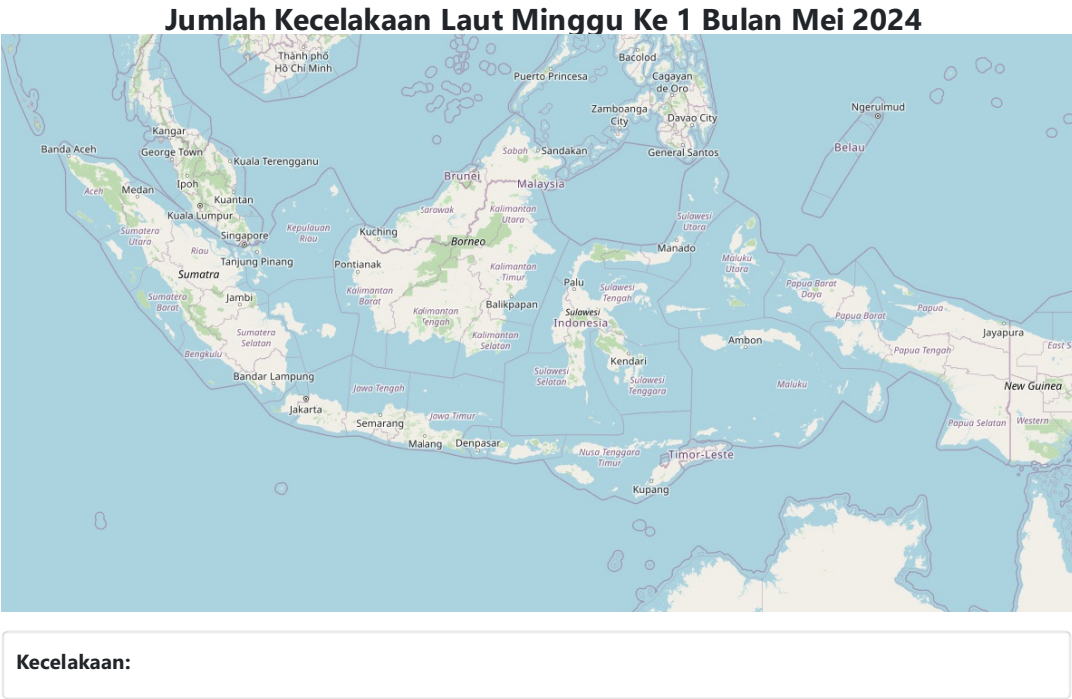 Jumlah Kecelakaan Laut Minggu Ke 1 Bulan Mei 2024
Thành phố
Hồ Chí Minh
Bacolod
Puerto Princesa
Cagayan
de Oro
Zamboanga
City
Davao City
Ngerulmud
Kangar
Banda Aceh
George Town
Kuala Terengganu
Sabah
Sandakan
General Santos
Belau
Aceh
Medan
Ipoh
Kuantan
Kuala Lumpur
Brunei
Malaysia
Sumatera
Utara
Singapore
Kepulauan
Riau
Sarawak
Kuching
Kalimantan
Utara
Borneo
Sulawesi
Utara
Manado
Riau
Tanjung Pinang
Sumatra
Pontianak
Kalimantan
Timur
Maluku
Utara
Palu
Papua Barat
Daya
Sumatera
Barat
Jambi
Kalimantan
Barat
Balikpapan
Sulawesi
Tengah
Kalimantan
Tengah
Sulawesi
Indonesia
Papua Barat
Papua
Jayapura
Sumatera
Selatan
Kalimantan
Selatan
Ambon
East S
Bengkulu
Papua Tengah
Kendari
Bandar Lampung
Sulawesi
Selatan
Sulawesi
Tenggara
Maluku
New Guinea
Jawa Tengah
Jakarta
Semarang
Jawa Timur
Papua Selatan
Western
Malang
Denpasar
Nusa Tenggara
Timur
Timor-Leste
Kupang
Kecelakaan: